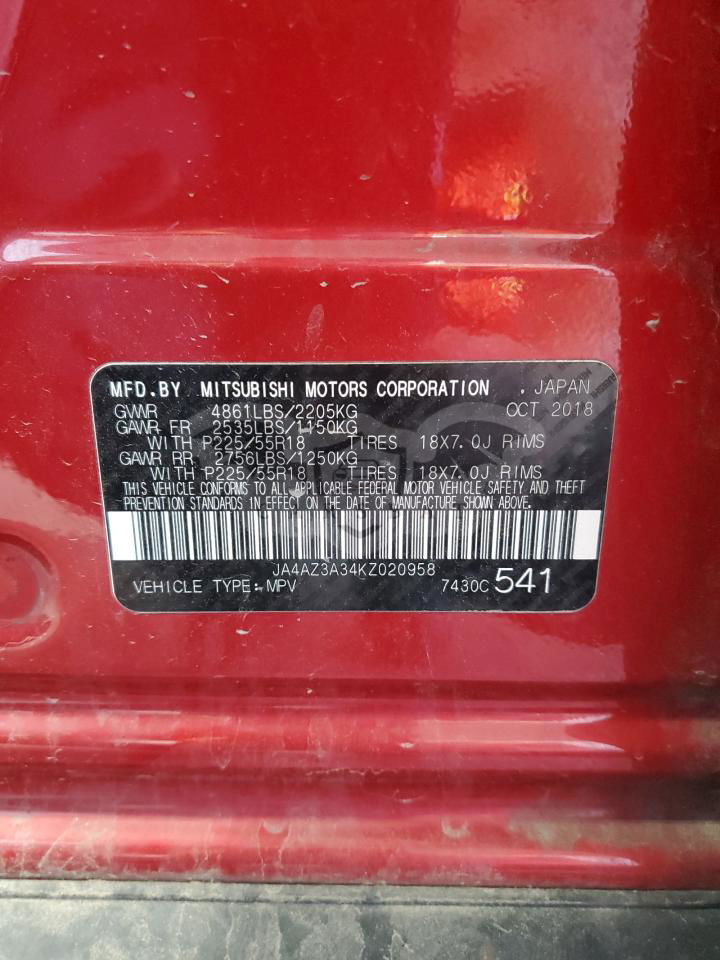 MFD.BY MITSUBISHI MOTORS CORPORATION , JAPAN
GVWR 4861LBS/2205KG OCT 2018
GAWR FR 2535LBS/1150KG
WITH P225/55R18 TIRES 18X7.0J RIMS
GAWR RR 2756LBS/1250KG
WITH P225/55R18 TIRES 18X7.0J RIMS
THIS VEHICLE CONFORMS TO ALL APPLICABLE FEDERAL MOTOR VEHICLE SAFETY AND THEFT
PREVENTION STANDARDS IN EFFECT ON THE DATE OF MANUFACTURE SHOWN ABOVE.
JA4AZ3A34KZ020958
VEHICLE TYPE: MPV 7430C 541